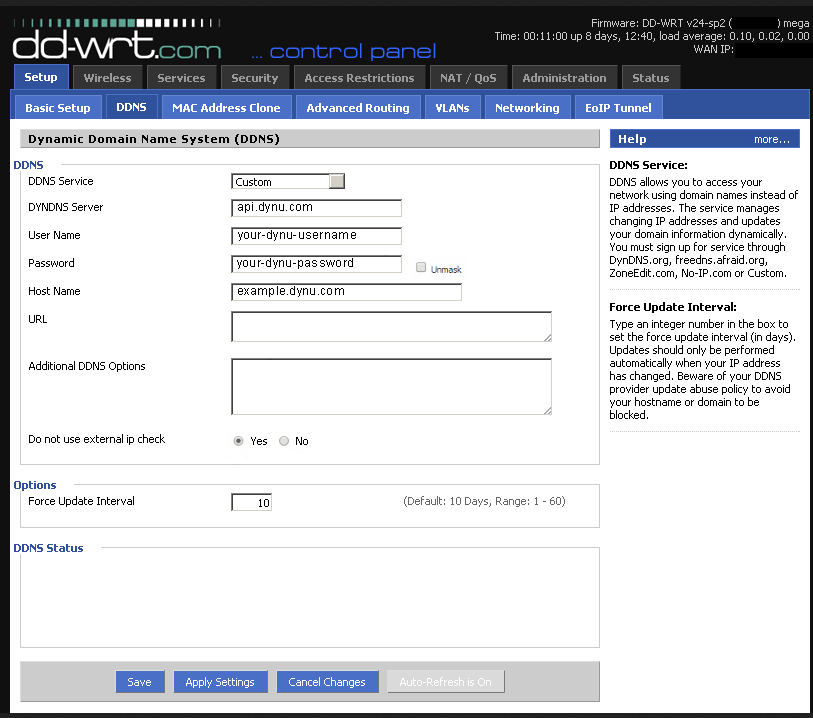 Firmware: DD-WRT v24-sp2 ( ) mega
Time: 00:11:00 up 8 days, 12:40, load average: 0.10, 0.02, 0.00
WAN IP:
dd-wrt.com ... control panel
Setup Wireless Services Security Access Restrictions NAT / QoS Administration Status
Basic Setup DDNS MAC Address Clone Advanced Routing VLANs Networking EoIP Tunnel
Dynamic Domain Name System (DDNS)
DDNS
DDNS Service Custom
DYNDNS Server api.dynu.com
User Name your-dynu-username
Password your-dynu-password Unmask
Host Name example.dynu.com
URL
Additional DDNS Options
Do not use external ip check Yes No
Options
Force Update Interval 10 (Default: 10 Days, Range: 1 - 60)
DDNS Status
Save Apply Settings Cancel Changes Auto-Refresh is On
Help more...
DDNS Service:
DDNS allows you to access your
network using domain names instead of
IP addresses. The service manages
changing IP addresses and updates
your domain information dynamically.
You must sign up for service through
DynDNS.org, freedns.afraid.org,
ZoneEdit.com, No-IP.com or Custom.
Force Update Interval:
Type an integer number in the box to
set the force update interval (in days).
Updates should only be performed
automatically when your IP address
has changed. Beware of your DDNS
provider update abuse policy to avoid
your hostname or domain to be
blocked.